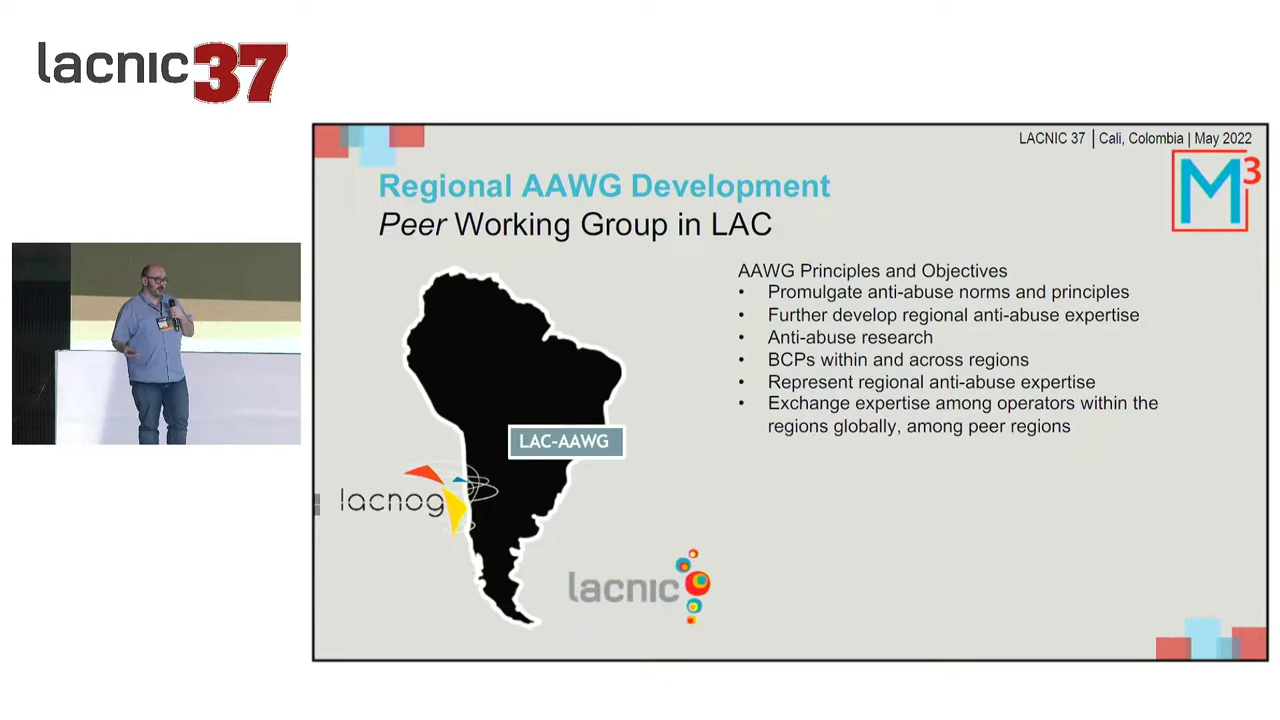 lacnic 37
LACNIC 37 | Cali, Colombia | May 2022
M3
Regional AAWG Development
Peer Working Group in LAC
AAWG Principles and Objectives
• Promulgate anti-abuse norms and principles
• Further develop regional anti-abuse expertise
• Anti-abuse research
• BCPs within and across regions
• Represent regional anti-abuse expertise
• Exchange expertise among operators within the
regions globally, among peer regions
LAC-AAWG
lacnog
lacnic